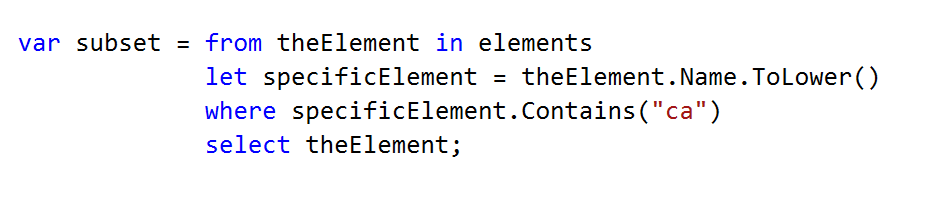 var subset = from theElement in elements
let specificElement = theElement.Name.ToLower()
where specificElement.Contains("ca")
select theElement;